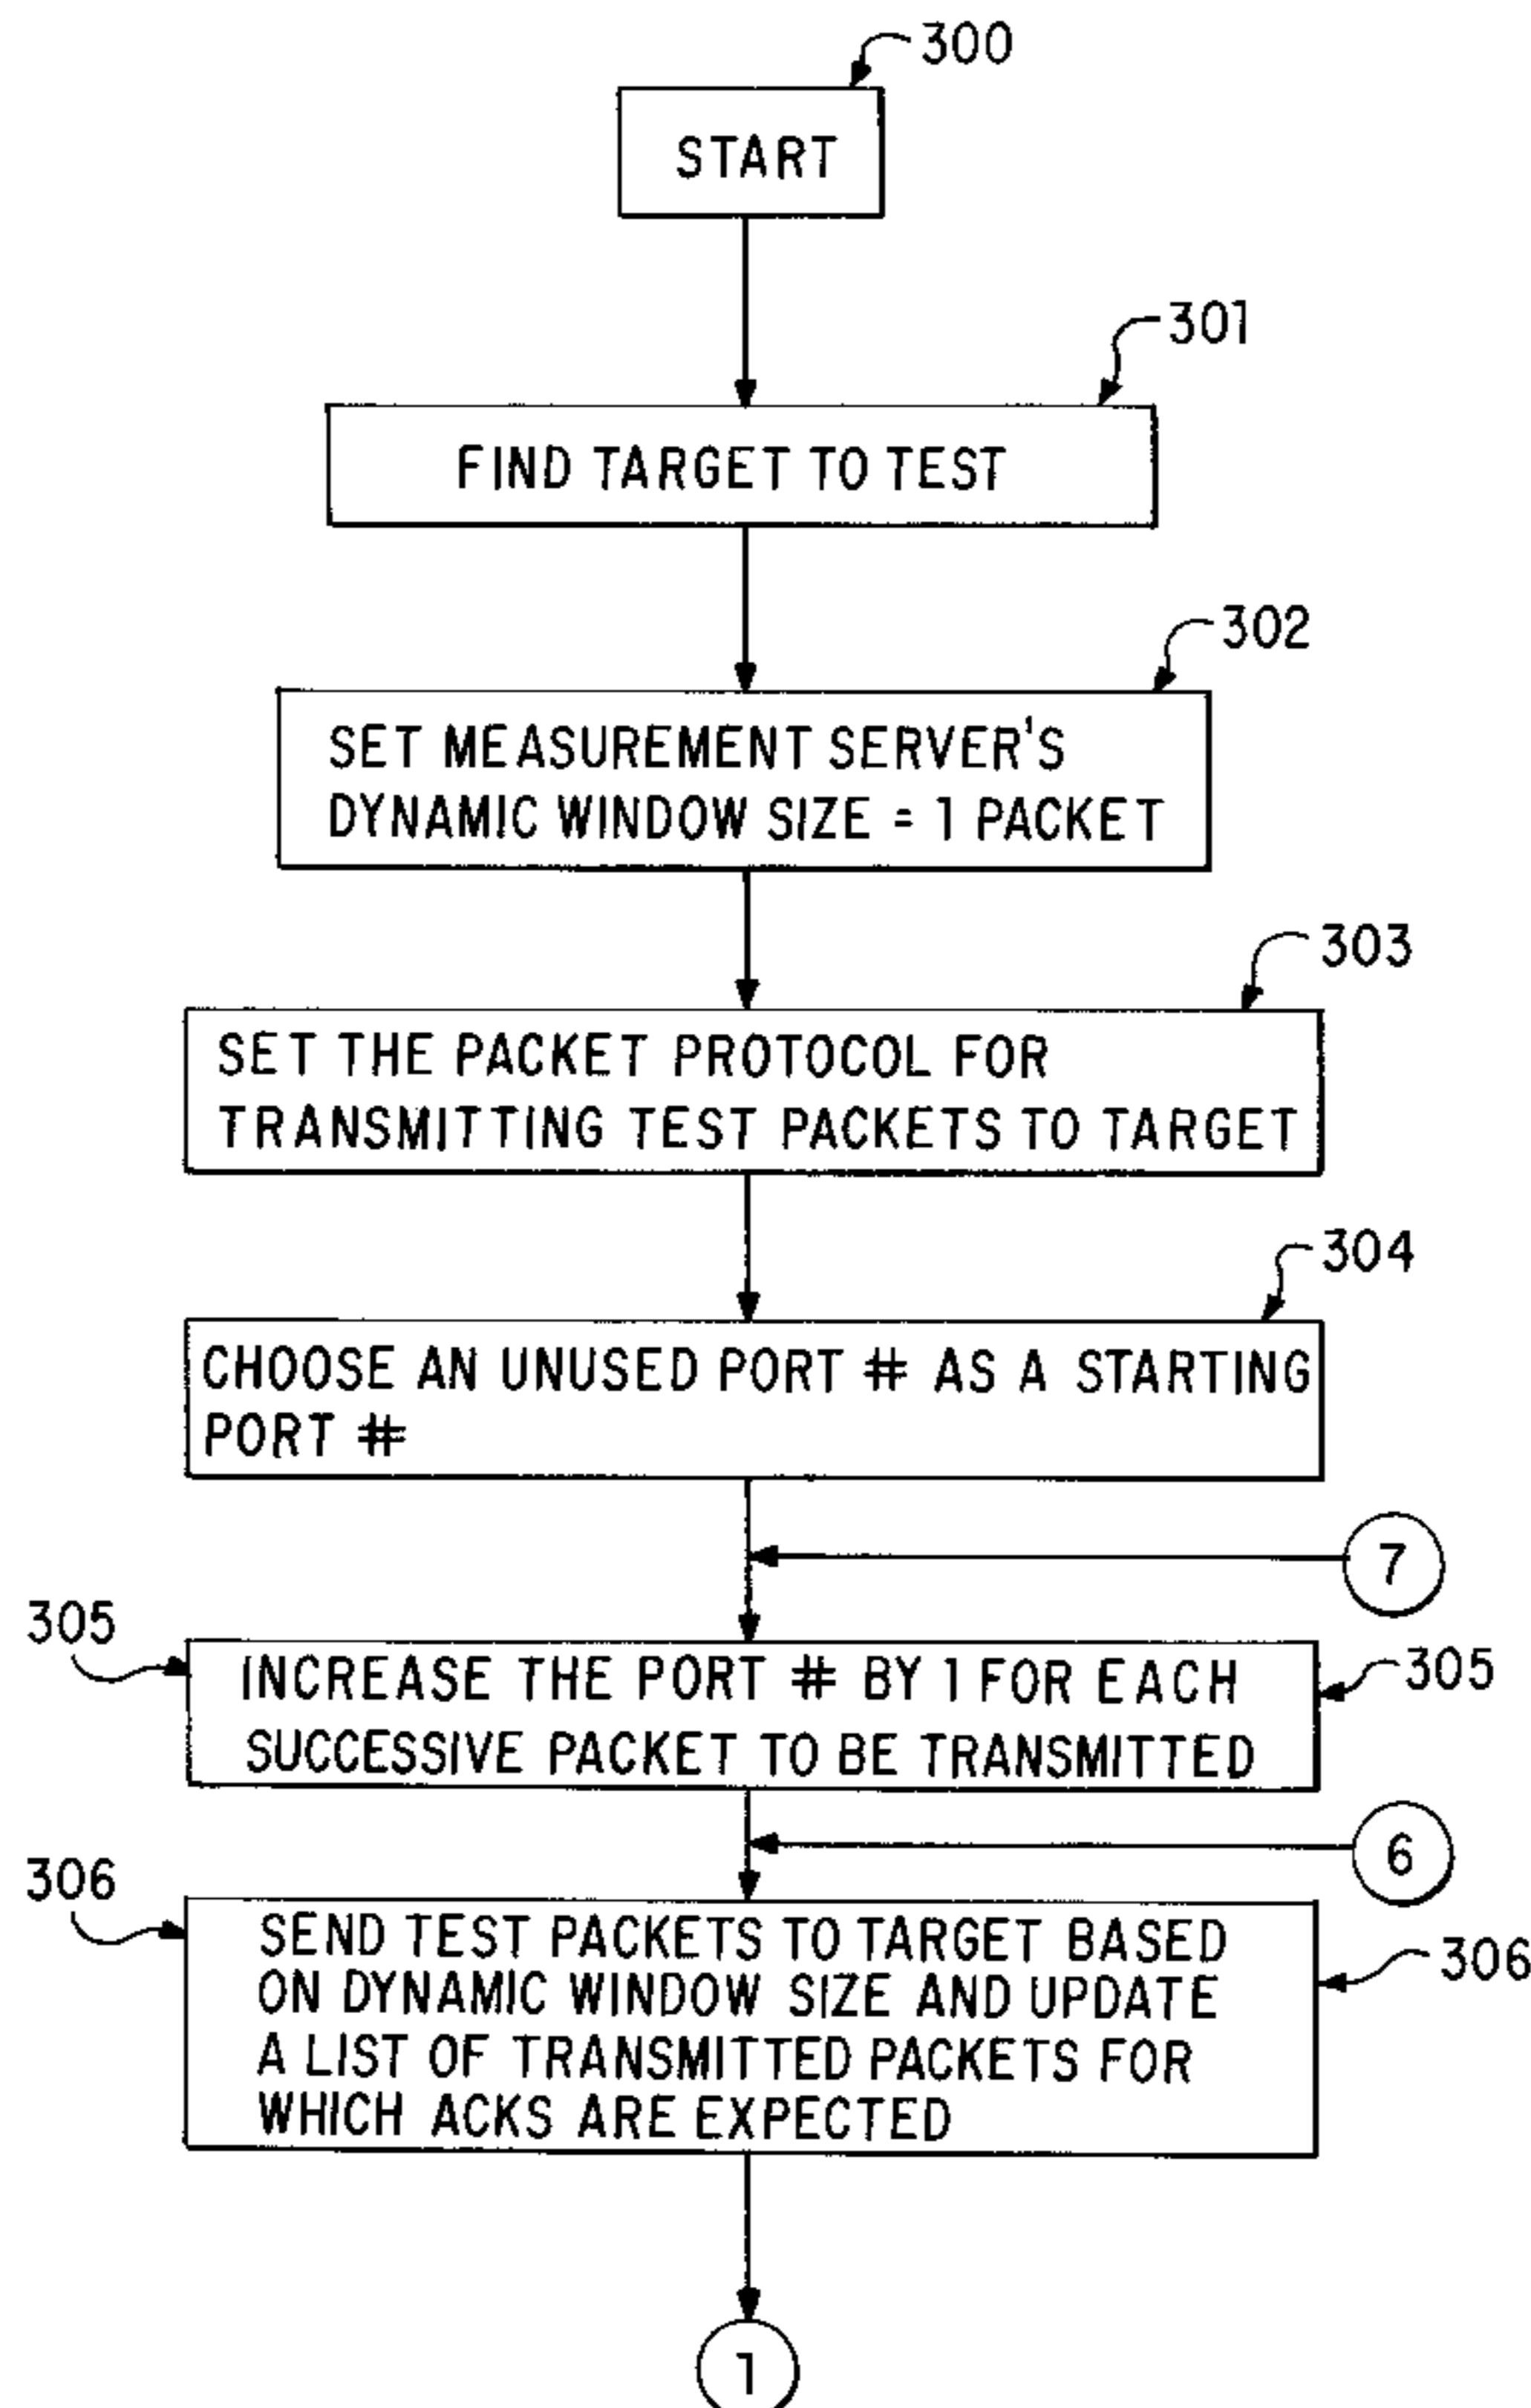 300
START
301
FIND TARGET TO TEST
302
SET MEASUREMENT SERVER'S
DYNAMIC WINDOW SIZE = 1 PACKET
303
SET THE PACKET PROTOCOL FOR
TRANSMITTING TEST PACKETS TO TARGET
304
CHOOSE AN UNUSED PORT # AS A STARTING
PORT #
7
305
INCREASE THE PORT # BY 1 FOR EACH
SUCCESSIVE PACKET TO BE TRANSMITTED
305
6
306
SEND TEST PACKETS TO TARGET BASED
ON DYNAMIC WINDOW SIZE AND UPDATE
A LIST OF TRANSMITTED PACKETS FOR
WHICH ACKS ARE EXPECTED
306
1